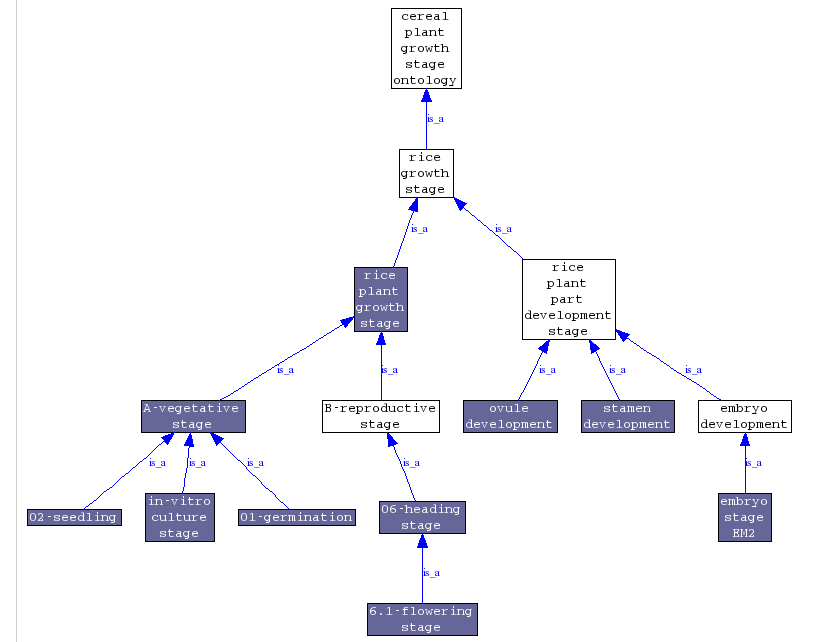 cereal
plant
growth
stage
ontology
is_a
rice
growth
stage
is_a
is_a
rice
plant
growth
stage
rice
plant
part
development
stage
is_a
is_a
is_a
is_a
is_a
A-vegetative
stage
B-reproductive
stage
ovule
development
stamen
development
embryo
development
is_a
is_a
is_a
is_a
is_a
02-seedling
in-vitro
culture
stage
01-germination
06-heading
stage
embryo
stage
EM2
is_a
6.1-flowering
stage